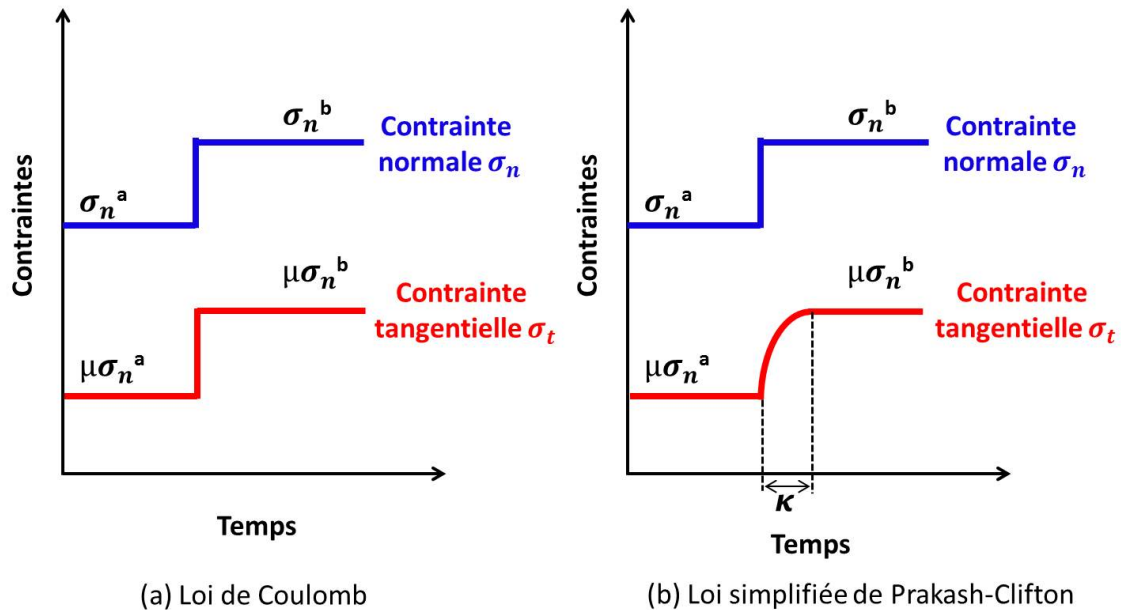 Contraintes
σₙᵇ
Contrainte
normale σₙ
σₙᵃ
μσₙᵇ
Contrainte
tangentielle σₜ
μσₙᵃ
Temps
(a) Loi de Coulomb
Contraintes
σₙᵇ
Contrainte
normale σₙ
σₙᵃ
μσₙᵇ
Contrainte
tangentielle σₜ
μσₙᵃ
κ
Temps
(b) Loi simplifiée de Prakash-Clifton